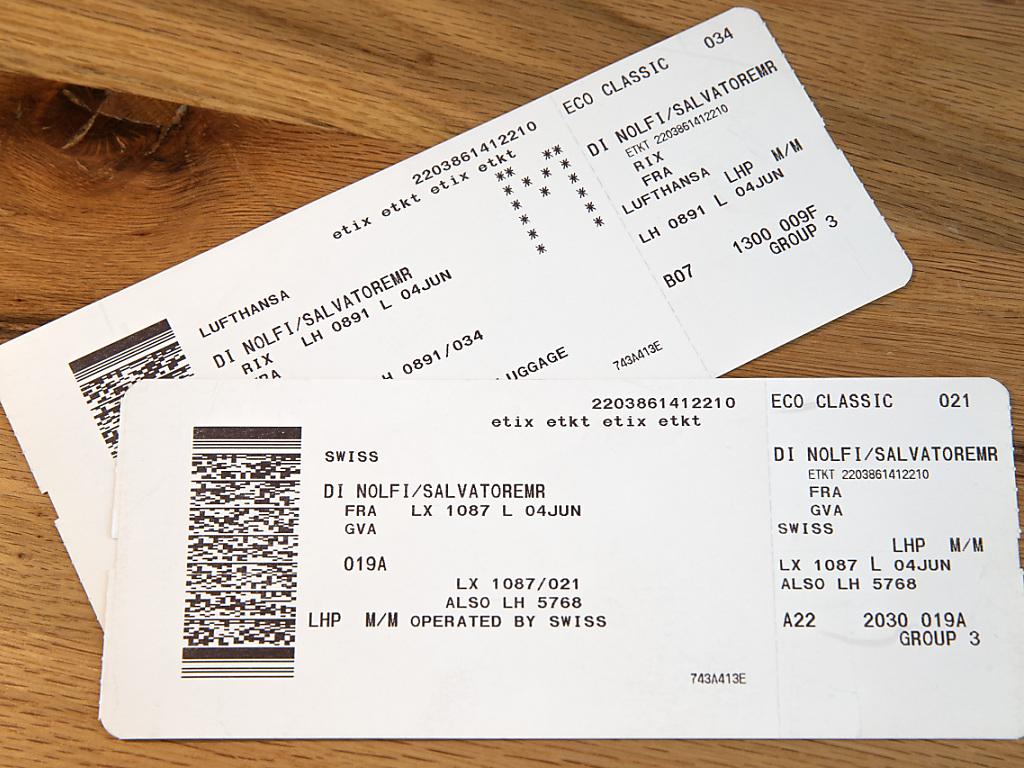 ECO CLASSIC 034
2203861412210
etix etkt etix etkt
DI NOLFI/SALVATOREMR
ETKT 2203861412210
RIX
FRA
LUFTHANSA LHP M/M
LH 0891 L 04JUN
1300 009F
B07 GROUP 3
LUFTHANSA
DI NOLFI/SALVATOREMR
RIX LH 0891 L 04JUN
0891/034
743A413E
2203861412210
etix etkt etix etkt
SWISS
DI NOLFI/SALVATOREMR
FRA LX 1087 L 04JUN
GVA
019A
LX 1087/021
ALSO LH 5768
LHP M/M OPERATED BY SWISS
743A413E
ECO CLASSIC 021
DI NOLFI/SALVATOREMR
ETKT 2203861412210
FRA
GVA
SWISS
LHP M/M
LX 1087 L 04JUN
ALSO LH 5768
A22 2030 019A
GROUP 3